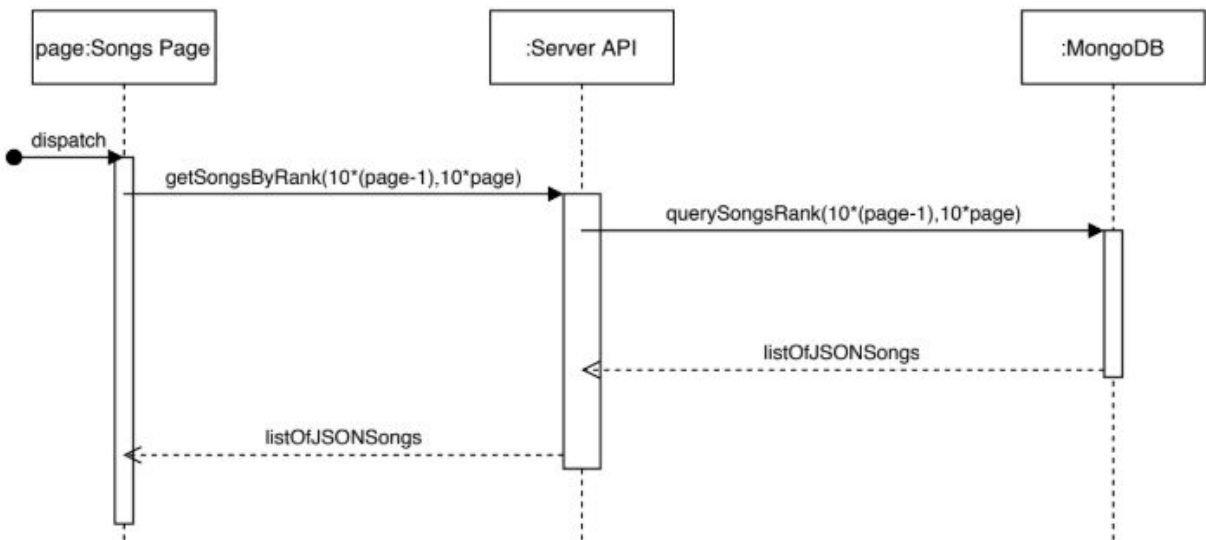 page:Songs Page
:Server API
:MongoDB
dispatch
getSongsByRank(10*(page-1),10*page)
querySongsRank(10*(page-1),10*page)
listOfJSONSongs
listOfJSONSongs